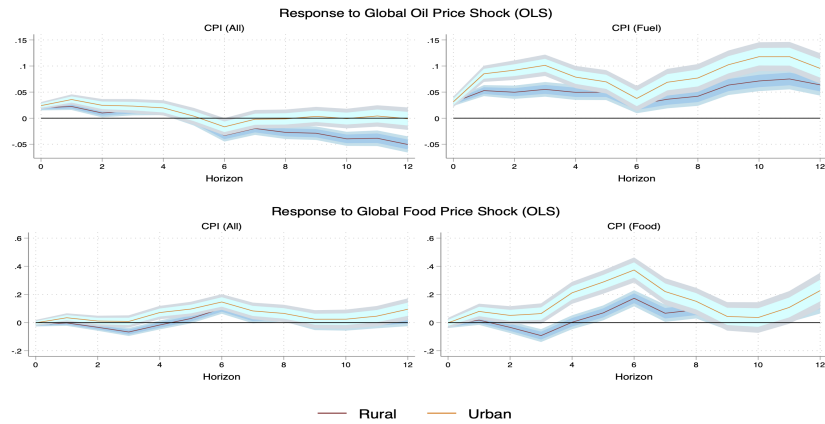 Response to Global Oil Price Shock (OLS)
CPI (All)
.15
.1
.05
0
-.05
0 2 4 6 8 10 12
Horizon
CPI (Fuel)
.15
.1
.05
0
-.05
0 2 4 6 8 10 12
Horizon
Response to Global Food Price Shock (OLS)
CPI (All)
.6
.4
.2
0
-.2
0 2 4 6 8 10 12
Horizon
CPI (Food)
.6
.4
.2
0
-.2
0 2 4 6 8 10 12
Horizon
Rural Urban